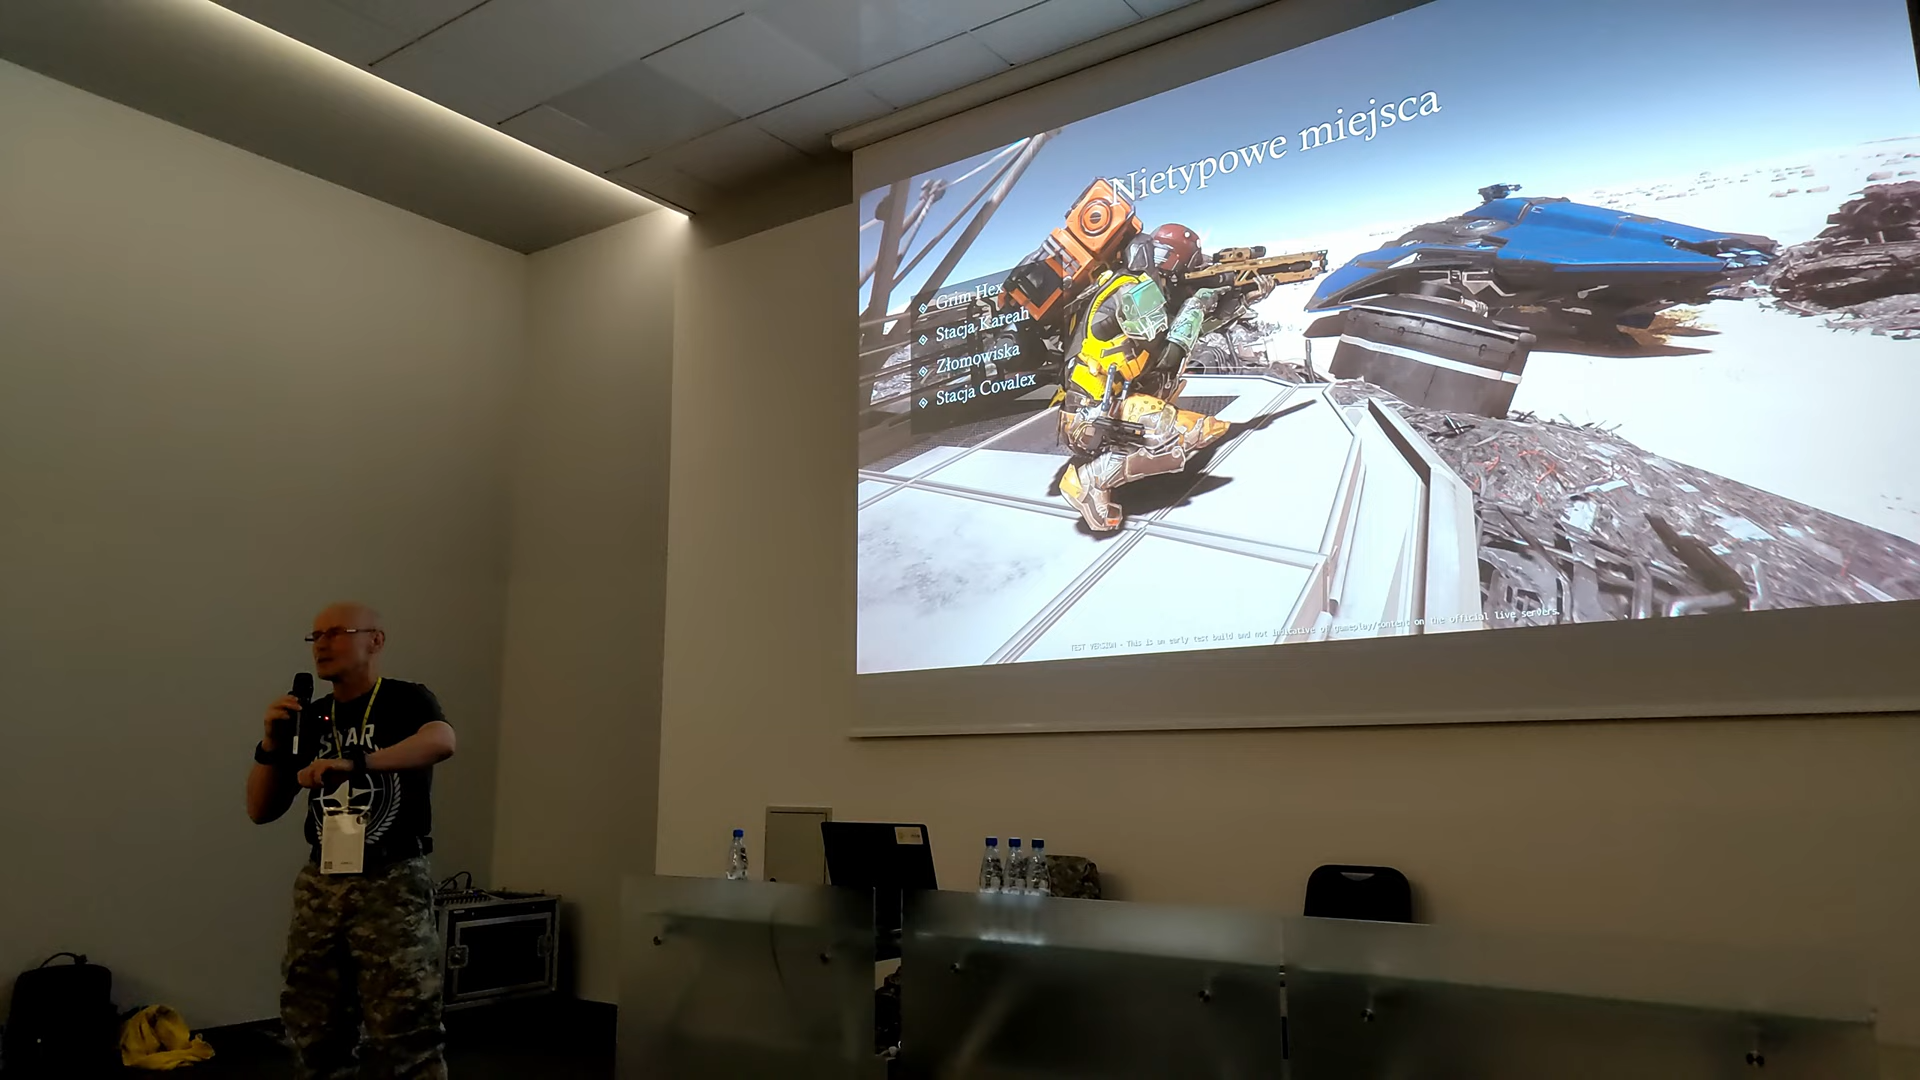 Nietypowe miejsca
Grim Hex
Stacja Kareah
Złomowiska
Stacja Covalex
TEST VERSION - This is an early test build and not indicative of gameplay/content on the official live servers.
STAR